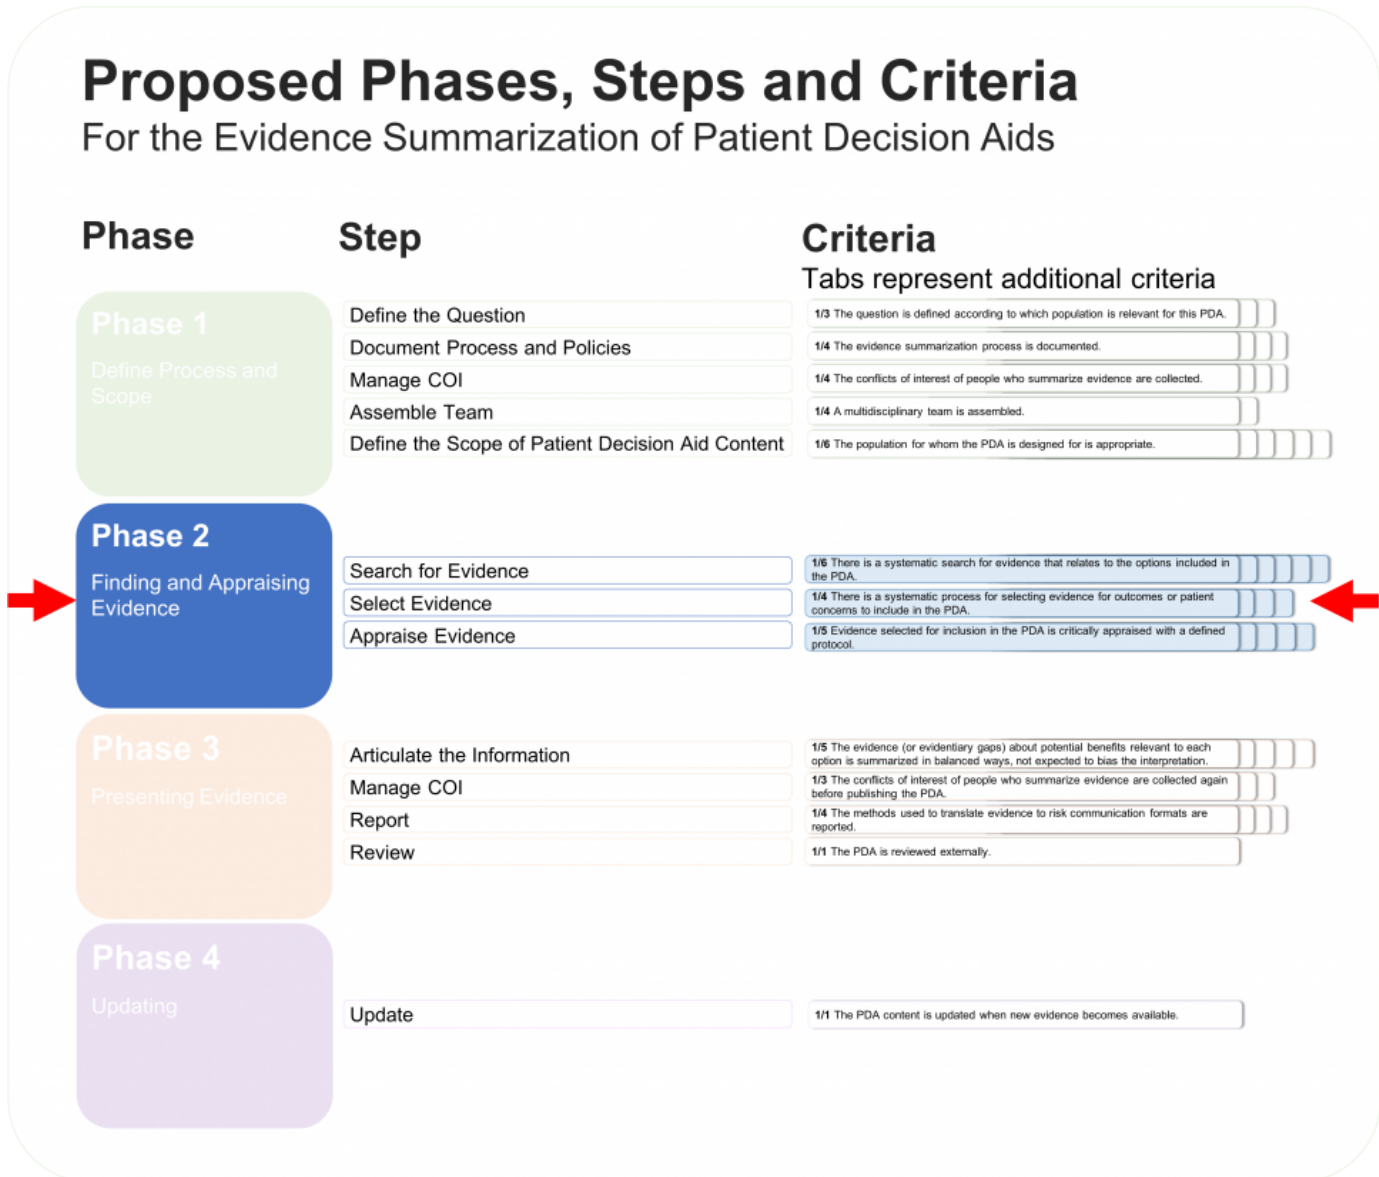 Proposed Phases, Steps and Criteria
For the Evidence Summarization of Patient Decision Aids
Phase
Step
Criteria
Tabs represent additional criteria
Phase 1
Define Process and
Scope
Define the Question
1/3 The question is defined according to which population is relevant for this PDA.
Document Process and Policies
1/4 The evidence summarization process is documented.
Manage COI
1/4 The conflicts of interest of people who summarize evidence are collected.
Assemble Team
1/4 A multidisciplinary team is assembled.
Define the Scope of Patient Decision Aid Content
1/6 The population for whom the PDA is designed for is appropriate.
Phase 2
Finding and Appraising
Evidence
Search for Evidence
1/6 There is a systematic search for evidence that relates to the options included in
the PDA.
Select Evidence
1/4 There is a systematic process for selecting evidence for outcomes or patient
concerns to include in the PDA.
Appraise Evidence
1/5 Evidence selected for inclusion in the PDA is critically appraised with a defined
protocol.
Phase 3
Presenting Evidence
Articulate the Information
1/5 The evidence (or evidentiary gaps) about potential benefits relevant to each
option is summarized in balanced ways, not expected to bias the interpretation.
Manage COI
1/3 The conflicts of interest of people who summarize evidence are collected again
before publishing the PDA.
Report
1/4 The methods used to translate evidence to risk communication formats are
reported.
Review
1/1 The PDA is reviewed externally.
Phase 4
Updating
Update
1/1 The PDA content is updated when new evidence becomes available.